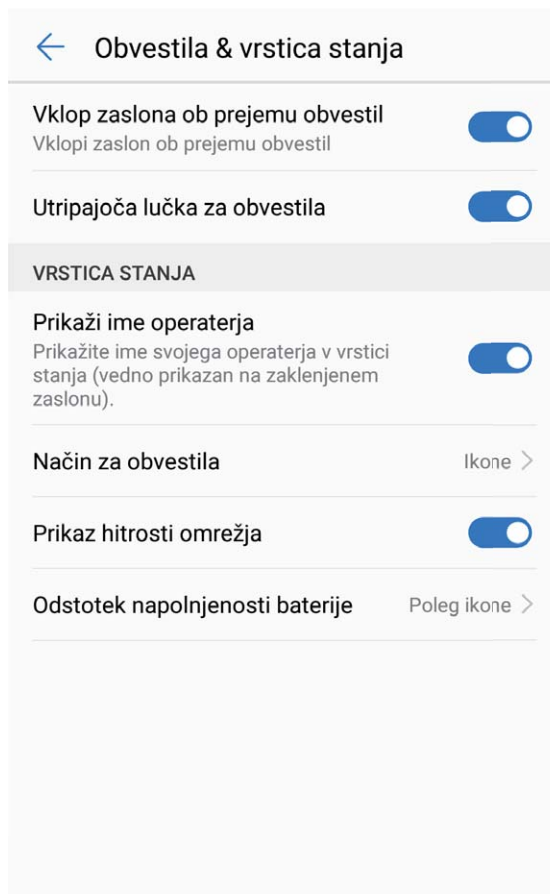 Obvestila & vrstica stanja
Vklop zaslona ob prejemu obvestil
Vklopi zaslon ob prejemu obvestil
Utripajoča lučka za obvestila
VRSTICA STANJA
Prikaži ime operaterja
Prikažite ime svojega operaterja v vrstici
stanja (vedno prikazan na zaklenjenem
zaslonu).
Način za obvestila Ikone
Prikaz hitrosti omrežja
Odstotek napolnjenosti baterije Poleg ikone